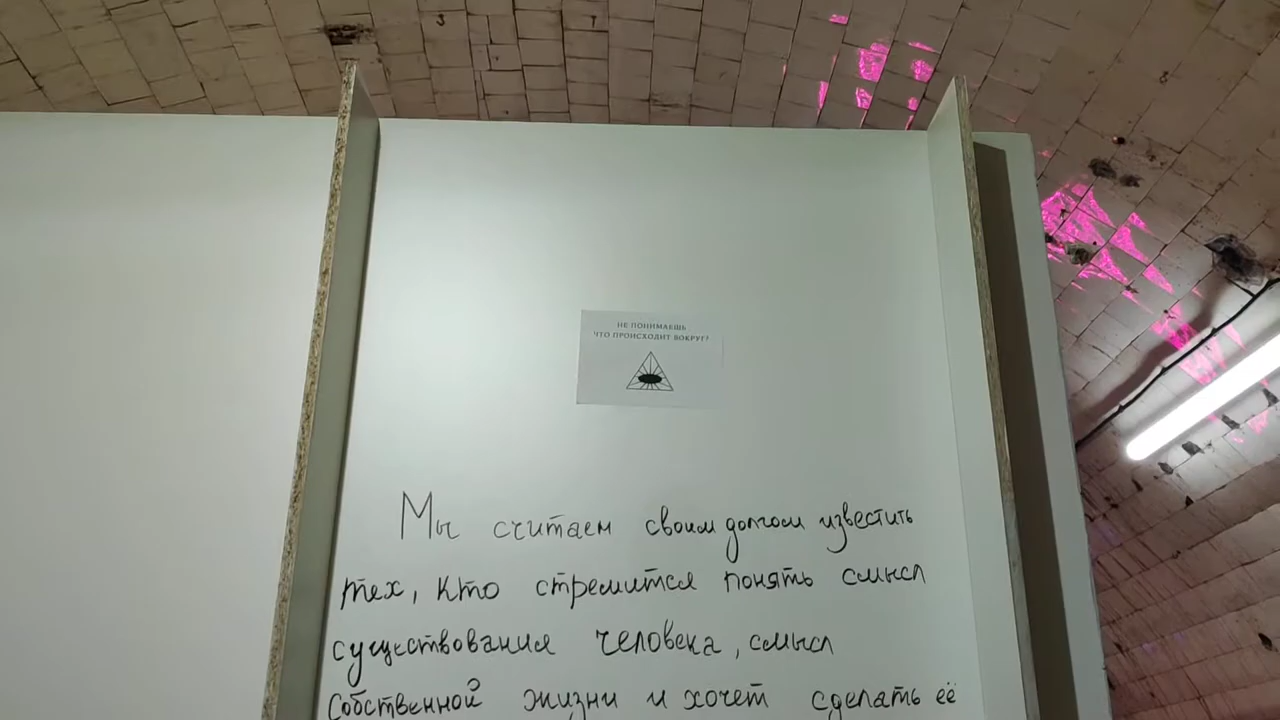 НЕ ПОНИМАЕШЬ
ЧТО ПРОИСХОДИТ ВОКРУГ?
Мы считаем своим долгом известить
тех, кто стремится понять смысл
существования человека, смысл
собственной жизни и хочет сделать её